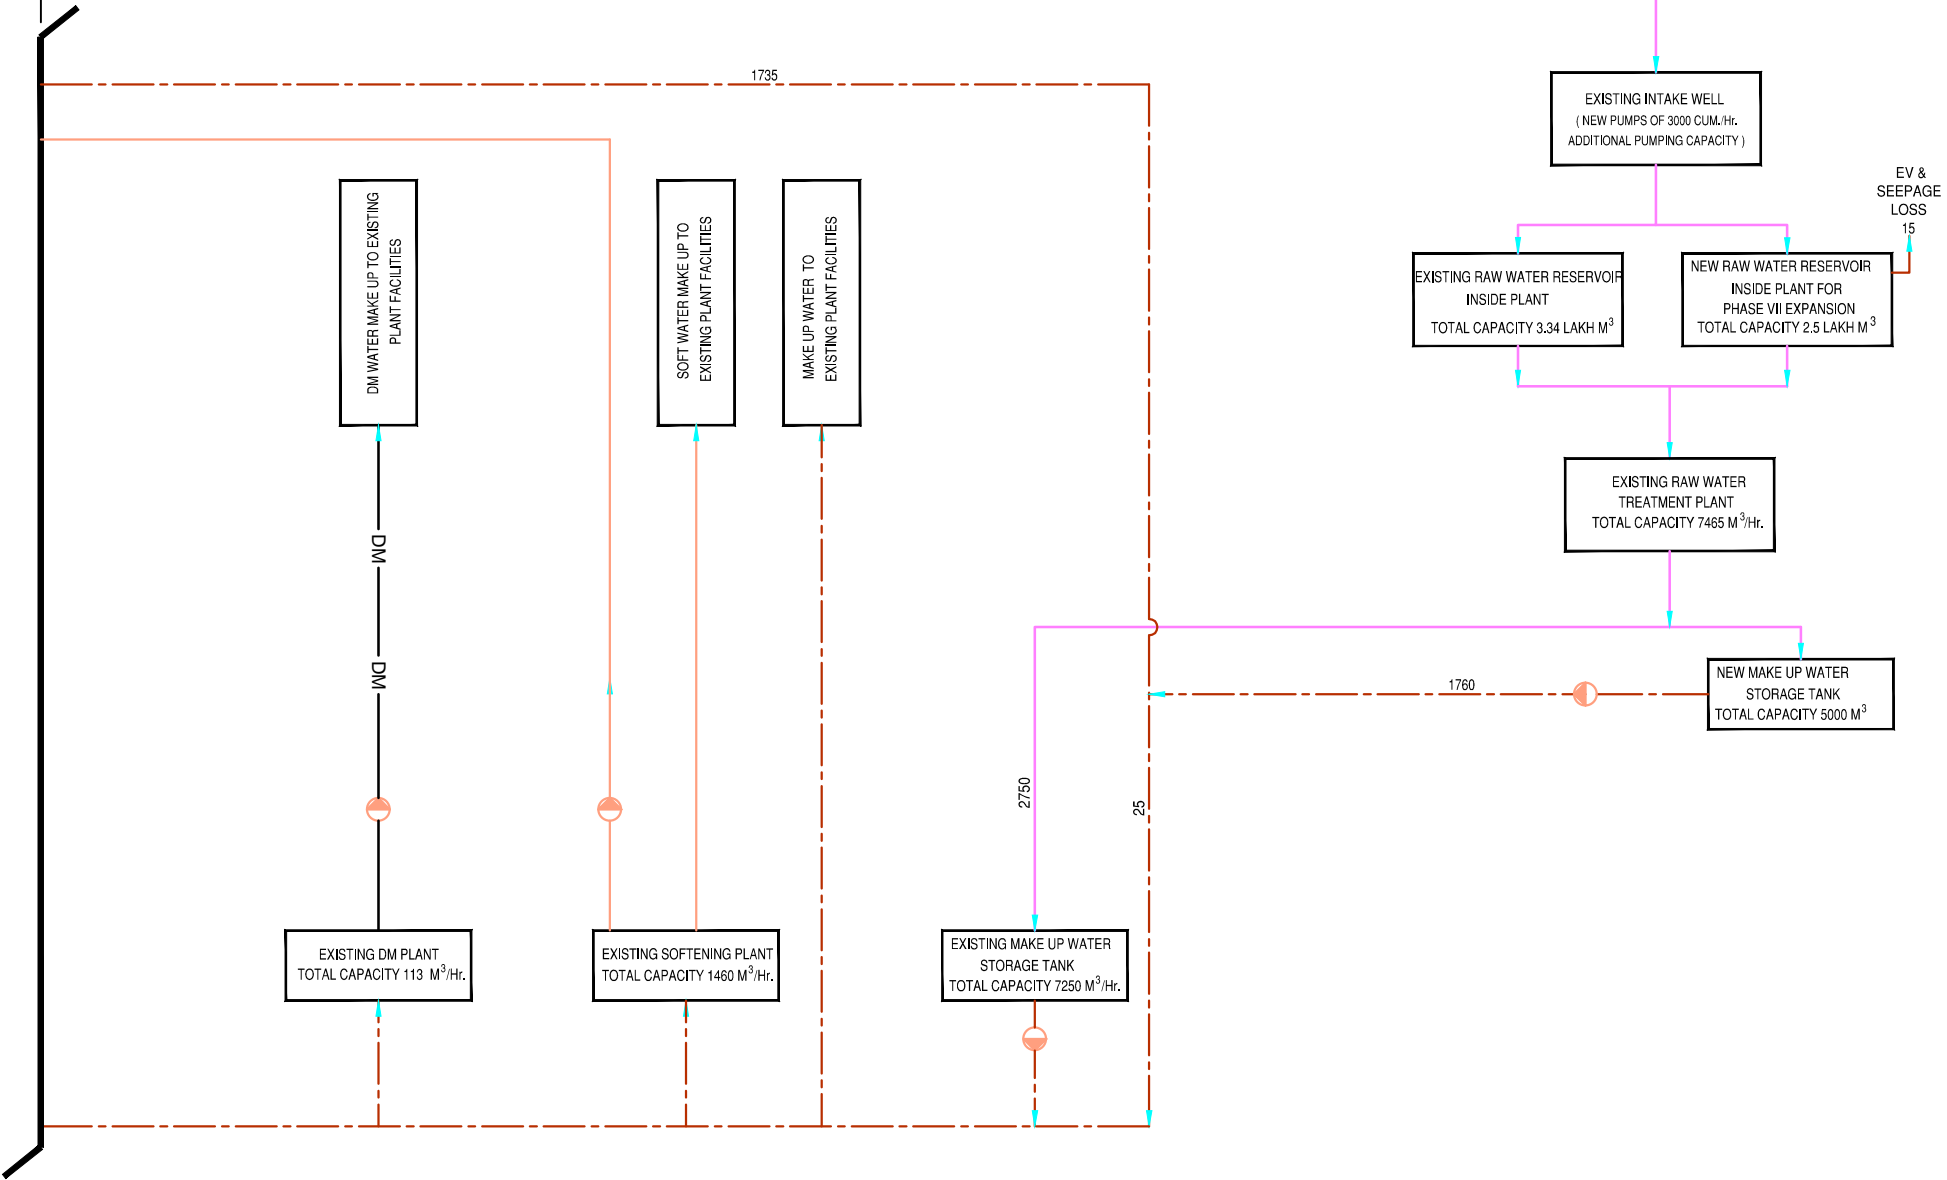 1735
EXISTING INTAKE WELL
( NEW PUMPS OF 3000 CUM./Hr.
ADDITIONAL PUMPING CAPACITY )
EV &
SEEPAGE
LOSS
15
EXISTING RAW WATER RESERVOIR
INSIDE PLANT
TOTAL CAPACITY 3.34 LAKH M³
NEW RAW WATER RESERVOIR
INSIDE PLANT FOR
PHASE VII EXPANSION
TOTAL CAPACITY 2.5 LAKH M³
DM WATER MAKE UP TO EXISTING
PLANT FACILITIES
SOFT WATER MAKE UP TO
EXISTING PLANT FACILITIES
MAKE UP WATER TO
EXISTING PLANT FACILITIES
EXISTING RAW WATER
TREATMENT PLANT
TOTAL CAPACITY 7465 M³/Hr.
DM
DM
NEW MAKE UP WATER
STORAGE TANK
TOTAL CAPACITY 5000 M³
1760
2750
25
EXISTING DM PLANT
TOTAL CAPACITY 113 M³/Hr.
EXISTING SOFTENING PLANT
TOTAL CAPACITY 1460 M³/Hr.
EXISTING MAKE UP WATER
STORAGE TANK
TOTAL CAPACITY 7250 M³/Hr.